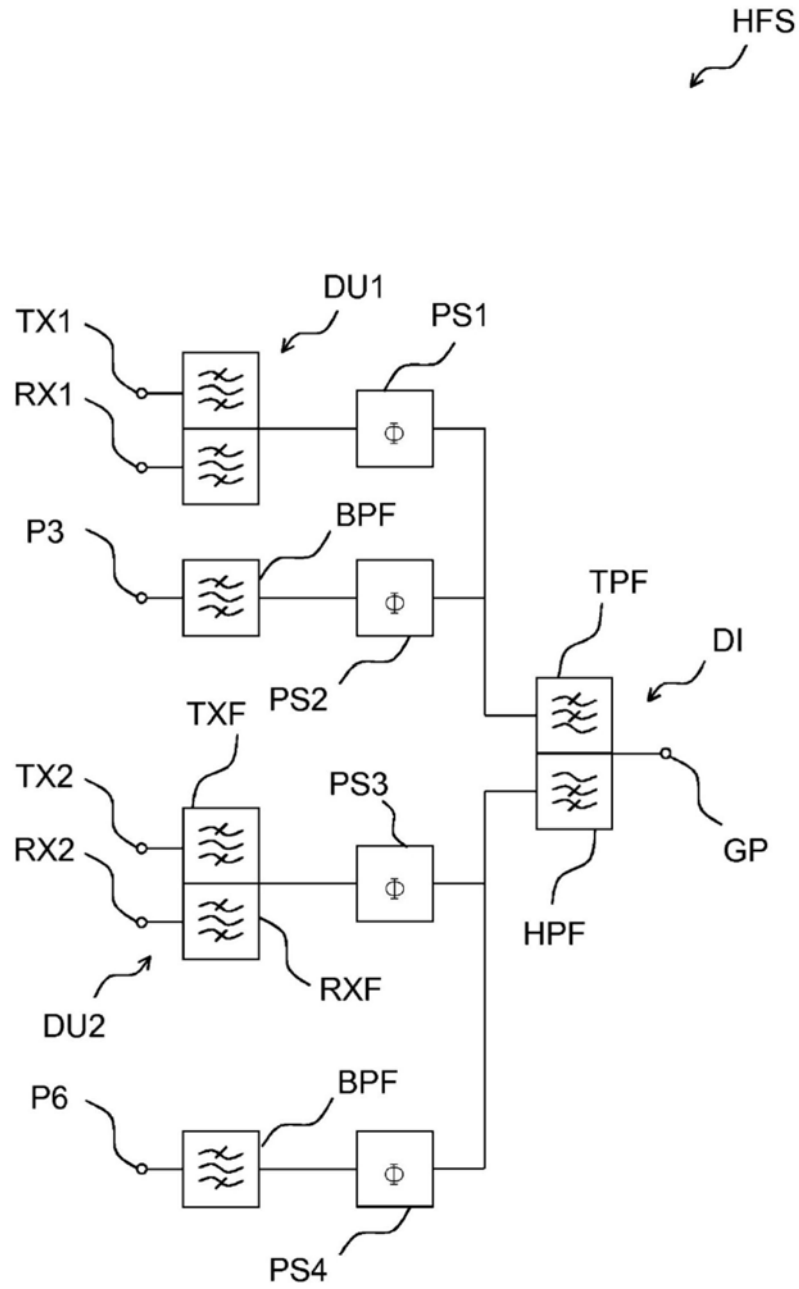 HFS
DU1
TX1
PS1
RX1
Φ
P3
BPF
Φ
TPF
DI
PS2
TXF
TX2
PS3
RX2
Φ
GP
HPF
RXF
DU2
P6
BPF
Φ
PS4